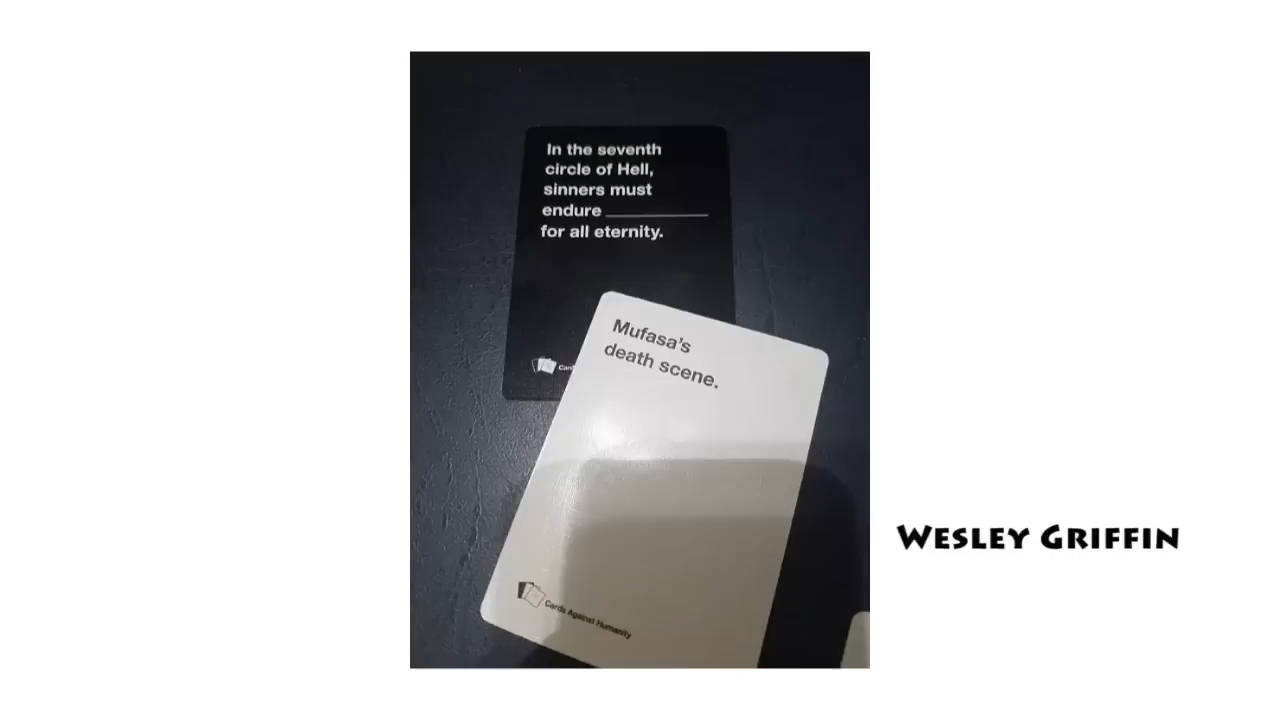 In the seventh
circle of Hell,
sinners must
endure __________
for all eternity.
Mufasa's
death scene.
Cards Against Humanity
WESLEY GRIFFIN